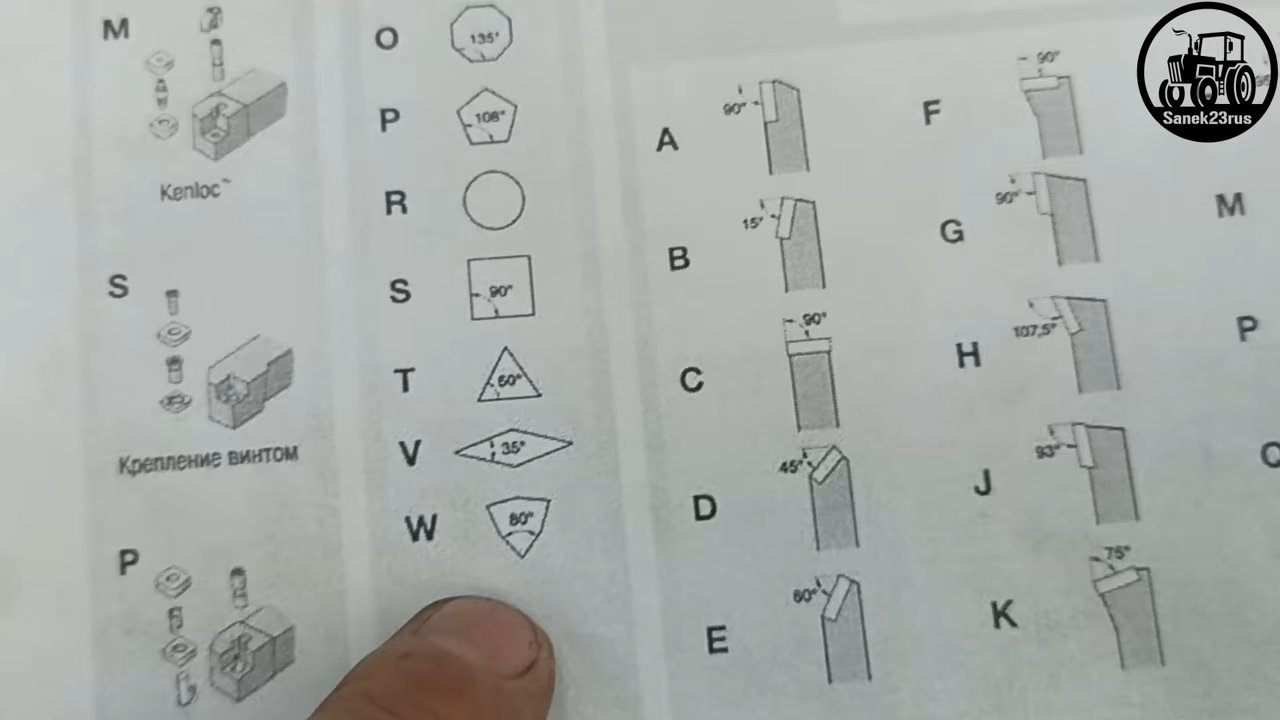 M
Kenloc™
S
Крепление винтом
P
O
135°
P
108°
R
S
90°
T
60°
V
35°
W
80°
A
90°
B
15°
C
90°
D
45°
E
60°
F
90°
G
90°
H
107,5°
J
93°
K
75°
M
P
Sanek23rus